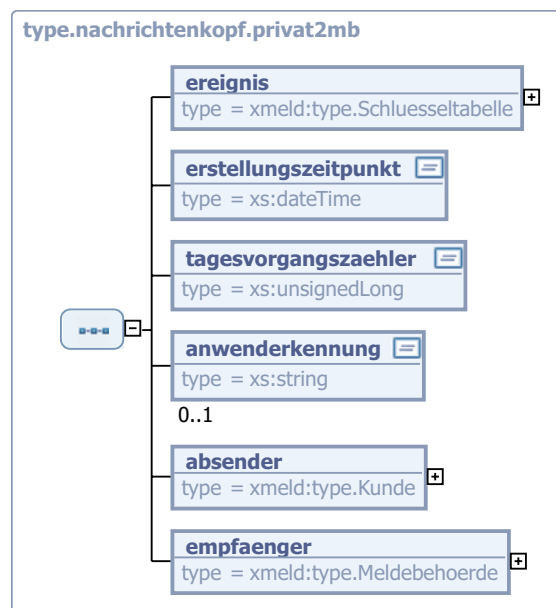 type.nachrichtenkopf.privat2mb
ereignis
type = xmeld:type.Schluesseltabelle
erstellungszeitpunkt
type = xs:dateTime
tagesvorgangszaehler
type = xs:unsignedLong
anwenderkennung
type = xs:string
0..1
absender
type = xmeld:type.Kunde
empfaenger
type = xmeld:type.Meldebehoerde